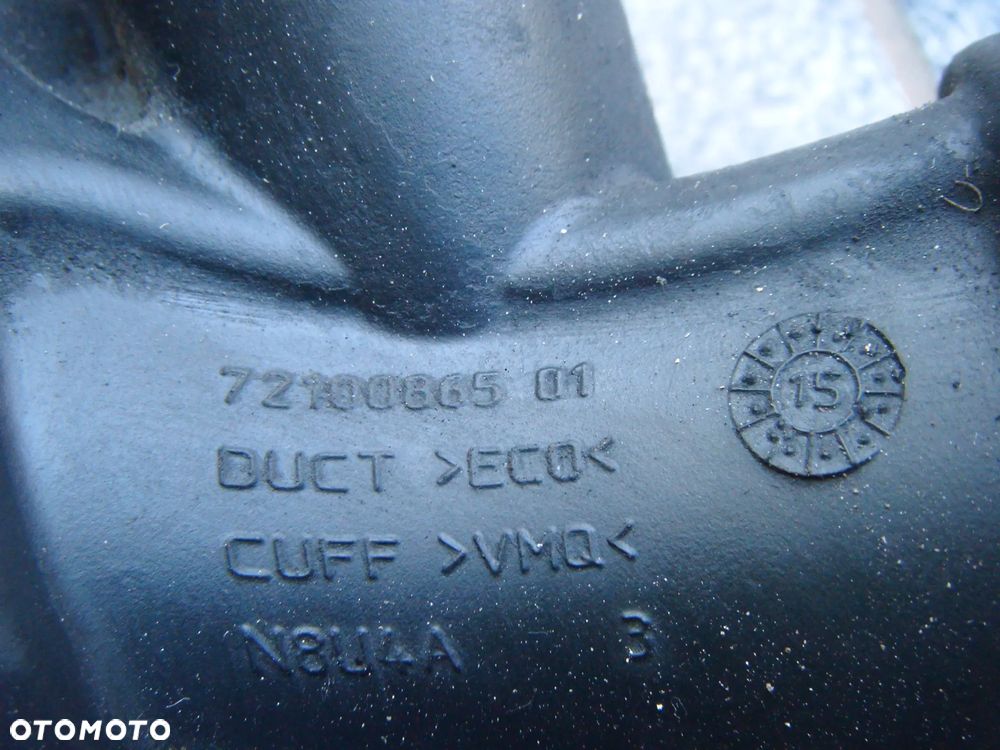 72100865 01
15
DUCT >ECO<
CUFF >VMQ<
N8U4A 3
OTOMOTO